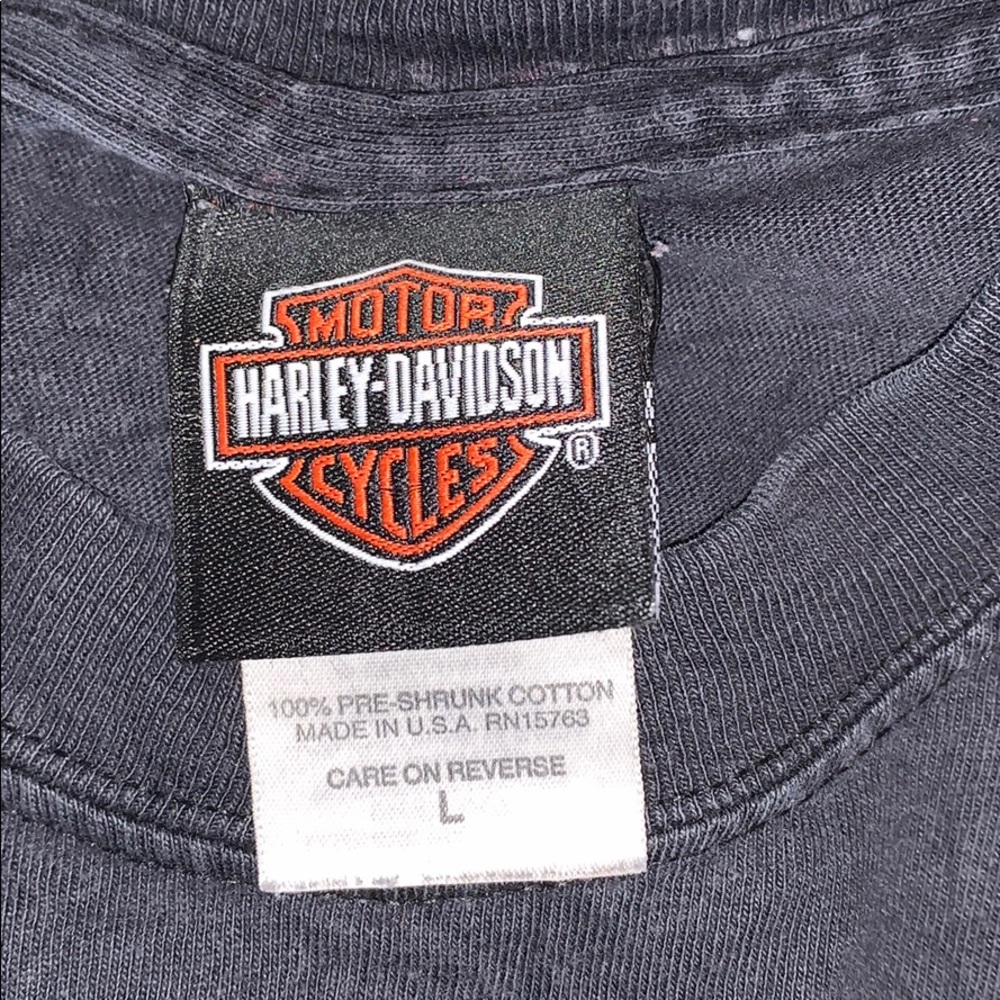 MOTOR
HARLEY-DAVIDSON
CYCLES
®
100% PRE-SHRUNK COTTON
MADE IN U.S.A. RN15763
CARE ON REVERSE
L